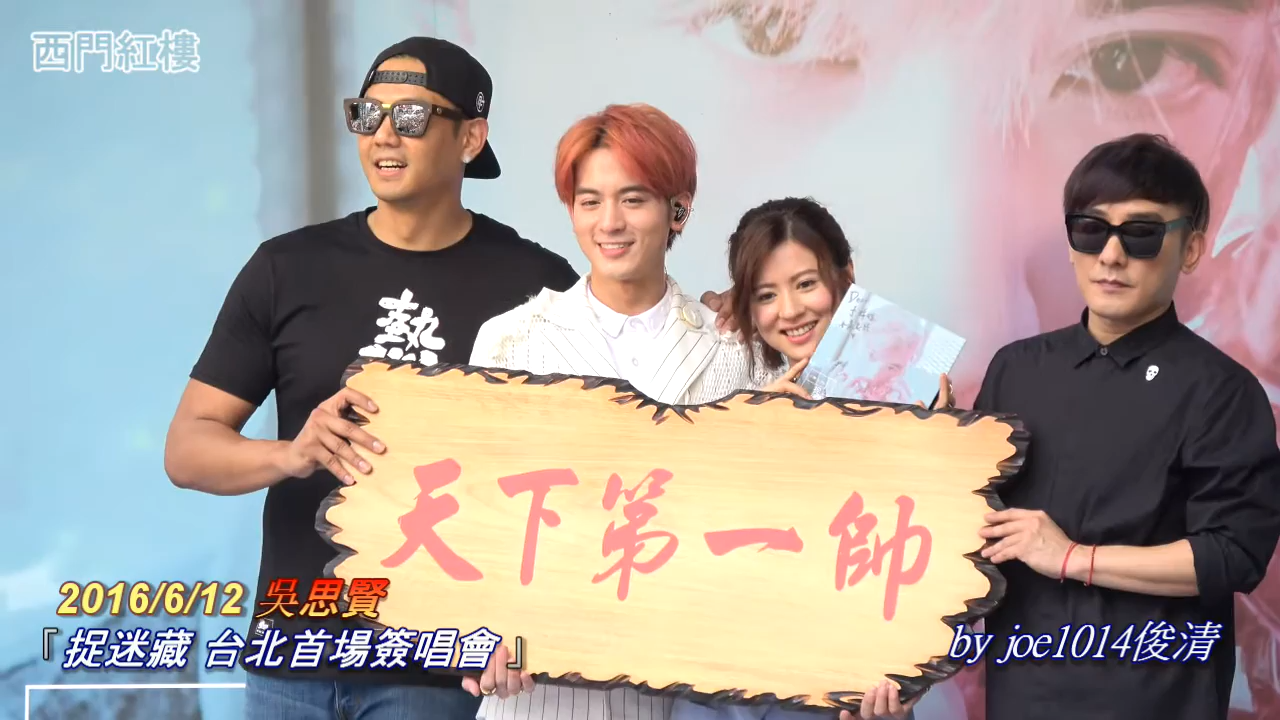 西門紅樓
熱
Dear
天下第一帥
2016/6/12 吳思賢
『捉迷藏 台北首場簽唱會』
by joe1014俊清